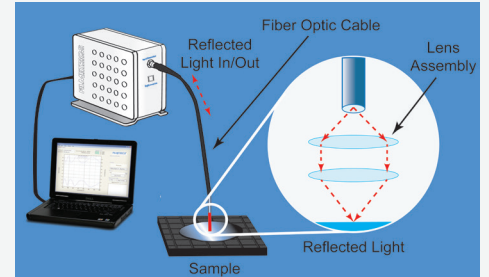 Fiber Optic Cable
Reflected
Light In/Out
Lens
Assembly
Reflected Light
Sample